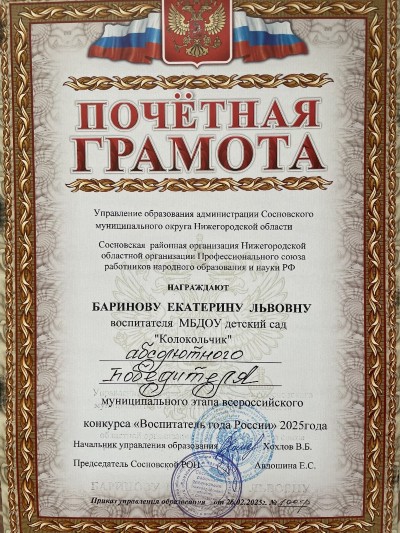 ПОЧЁТНАЯ
ГРАМОТА
Управление образования администрации Сосновского
муниципального округа Нижегородской области
Сосновская районная организация Нижегородской
областной организации Профессионального союза
работников народного образования и науки РФ
НАГРАЖДАЮТ
БАРИНОВУ ЕКАТЕРИНУ ЛЬВОВНУ
воспитателя МБДОУ детский сад
"Колокольчик"
абсолютного
победителя
муниципального этапа всероссийского
конкурса «Воспитатель года России» 2025года
Начальник управления образования Хохлов В.Б.
Председатель Сосновской РОП: Авдошина Е.С.
Приказ управления образования от 26.02.2025г. №